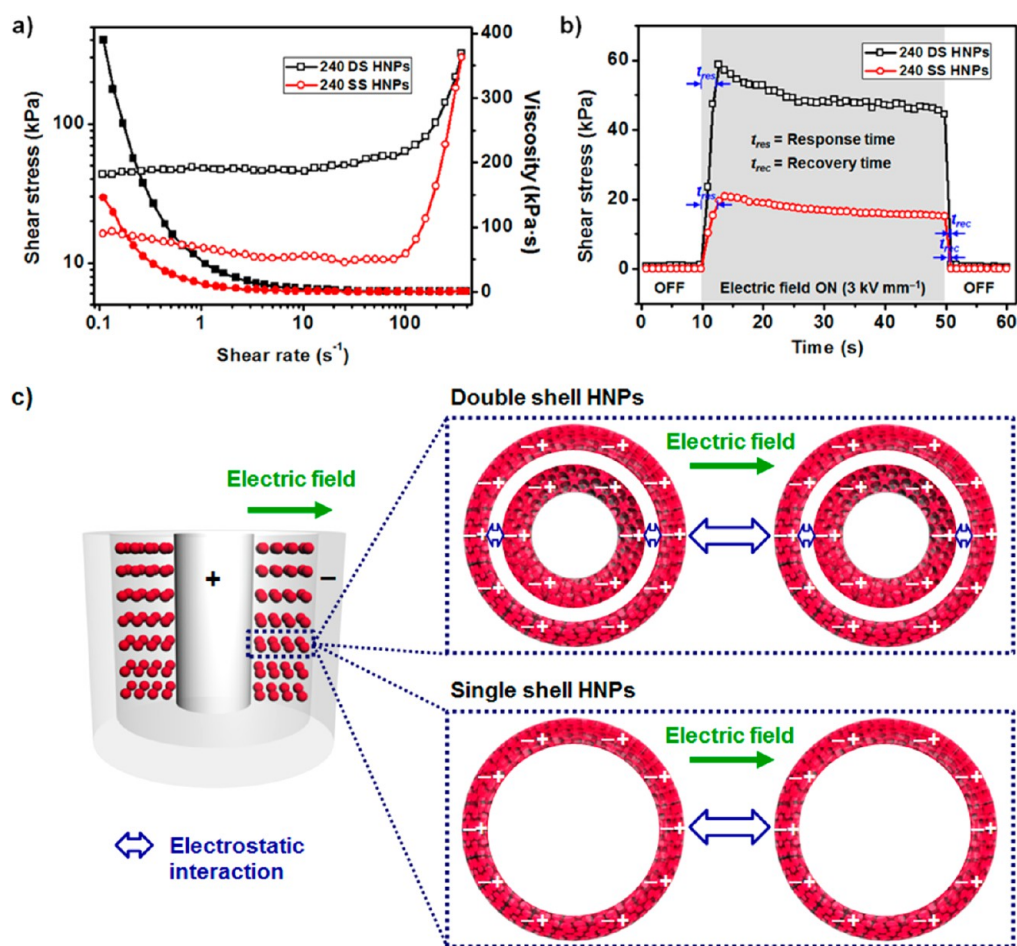 a)
240 DS HNPs
240 SS HNPs
Shear stress (kPa)
100
10
Viscosity (kPa·s)
400
300
200
100
0
0.1
1
10
100
Shear rate (s⁻¹)
b)
240 DS HNPs
240 SS HNPs
Shear stress (kPa)
60
40
20
0
tres
tres = Response time
trec = Recovery time
tres
trec
trec
OFF
Electric field ON (3 kV mm⁻¹)
OFF
0
10
20
30
40
50
60
Time (s)
c)
Double shell HNPs
Electric field
Electric field
+
−
Single shell HNPs
Electric field
Electrostatic
interaction